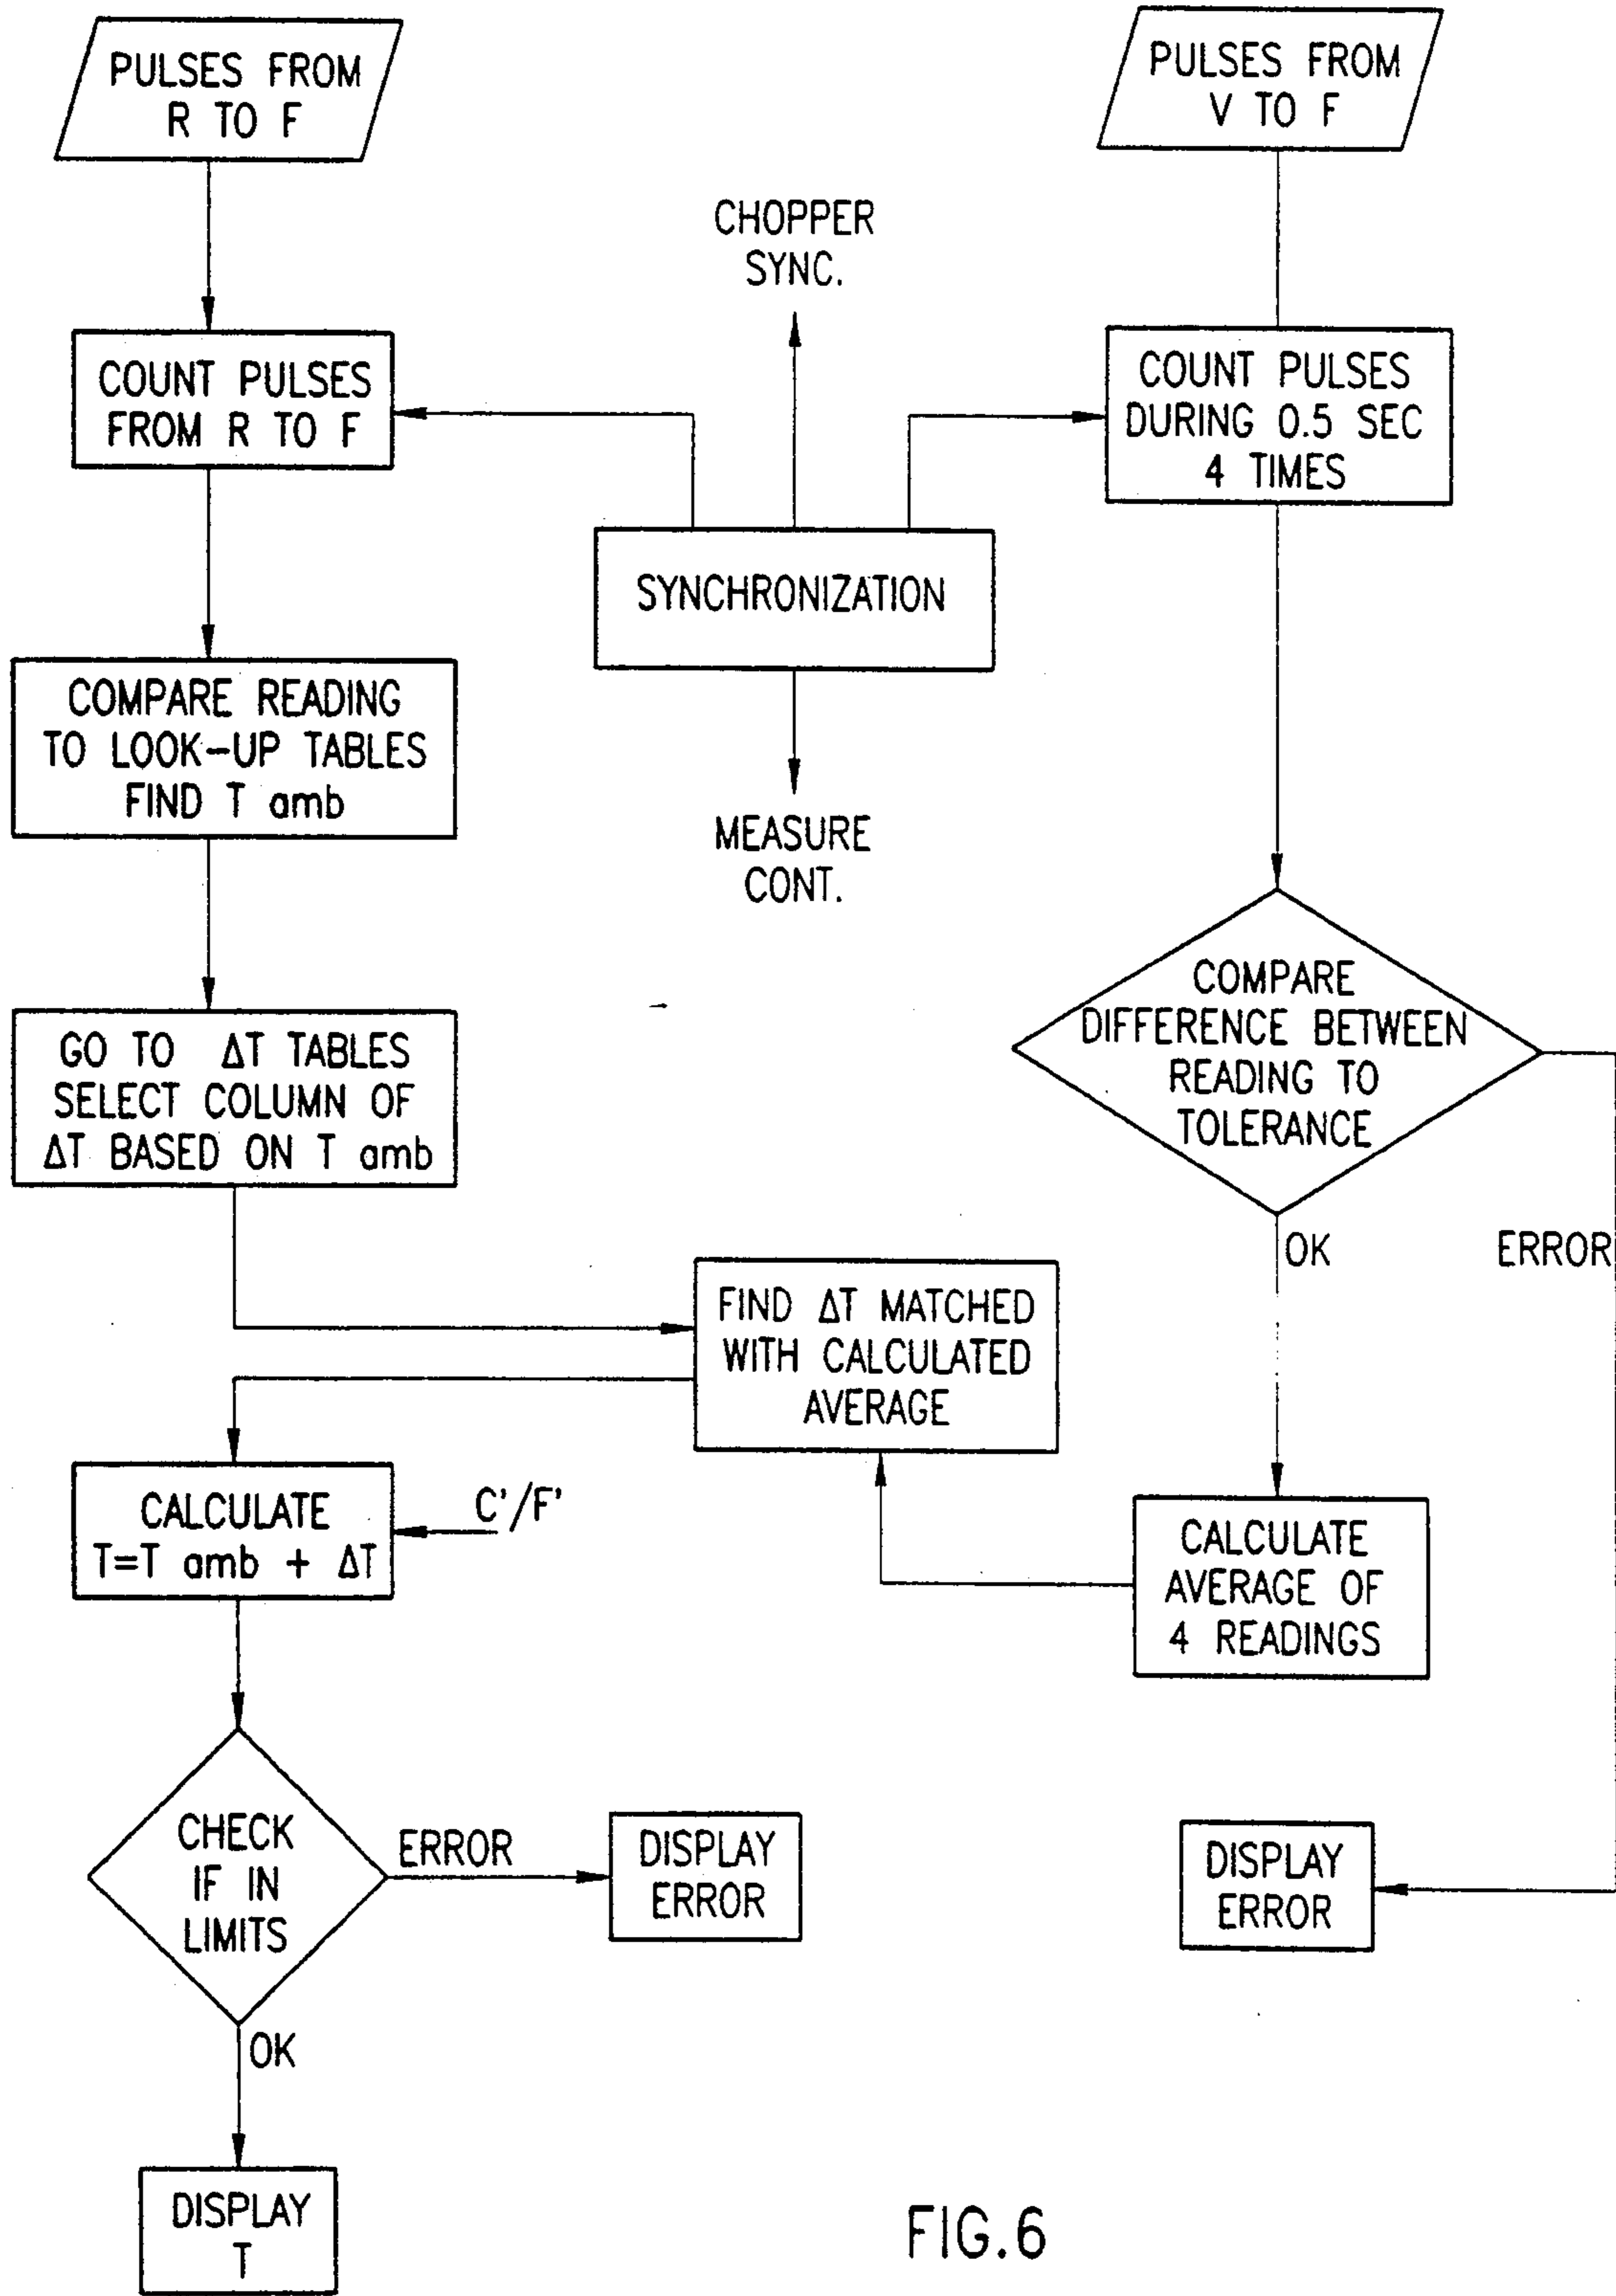 PULSES FROM
R TO F
PULSES FROM
V TO F
CHOPPER
SYNC.
COUNT PULSES
FROM R TO F
COUNT PULSES
DURING 0.5 SEC
4 TIMES
SYNCHRONIZATION
COMPARE READING
TO LOOK-UP TABLES
FIND T amb
MEASURE
CONT.
COMPARE
DIFFERENCE BETWEEN
READING TO
TOLERANCE
GO TO ΔT TABLES
SELECT COLUMN OF
ΔT BASED ON T amb
OK
ERROR
FIND ΔT MATCHED
WITH CALCULATED
AVERAGE
CALCULATE
T=T amb + ΔT
C'/F'
CALCULATE
AVERAGE OF
4 READINGS
CHECK
IF IN
LIMITS
ERROR
DISPLAY
ERROR
DISPLAY
ERROR
OK
DISPLAY
T
FIG.6